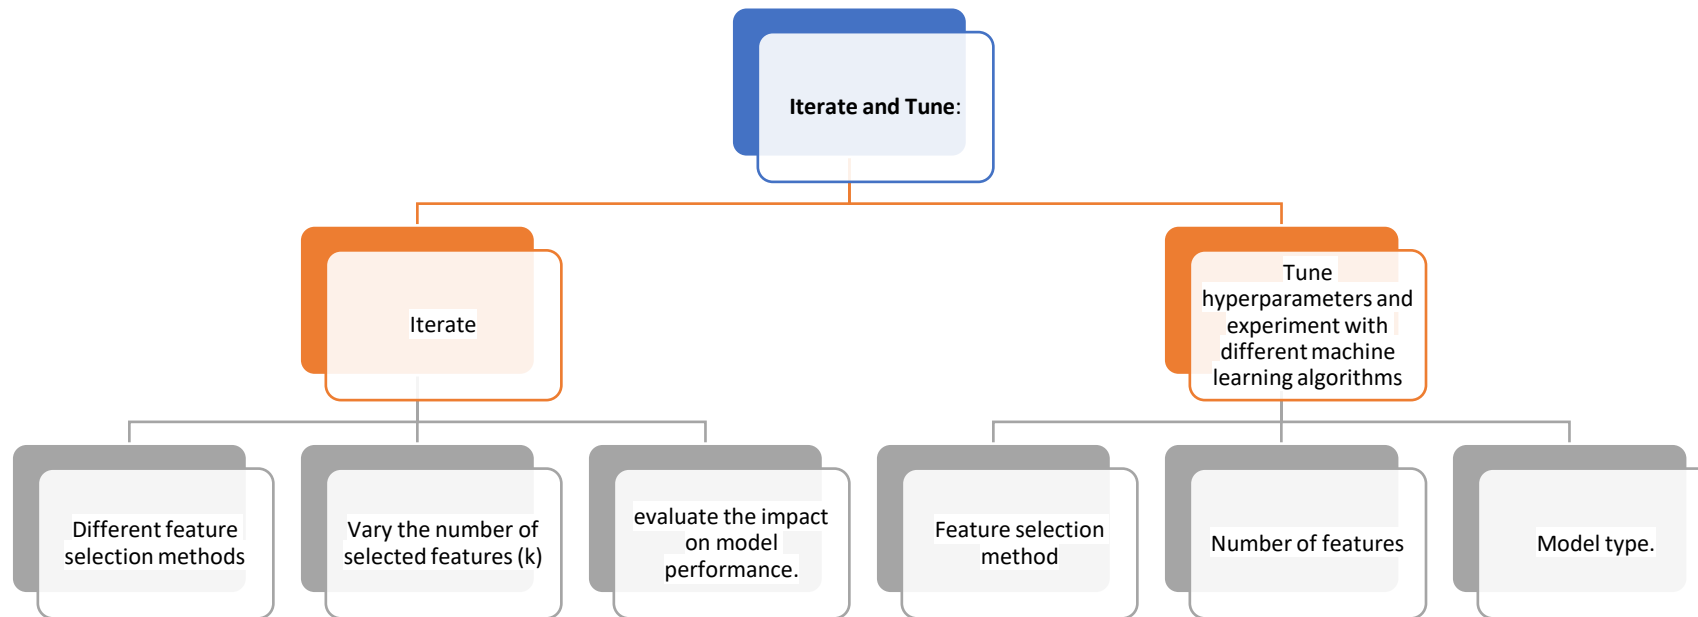 Iterate and Tune:
Iterate
Tune
hyperparameters and
experiment with
different machine
learning algorithms
Different feature
selection methods
Vary the number of
selected features (k)
evaluate the impact
on model
performance.
Feature selection
method
Number of features
Model type.